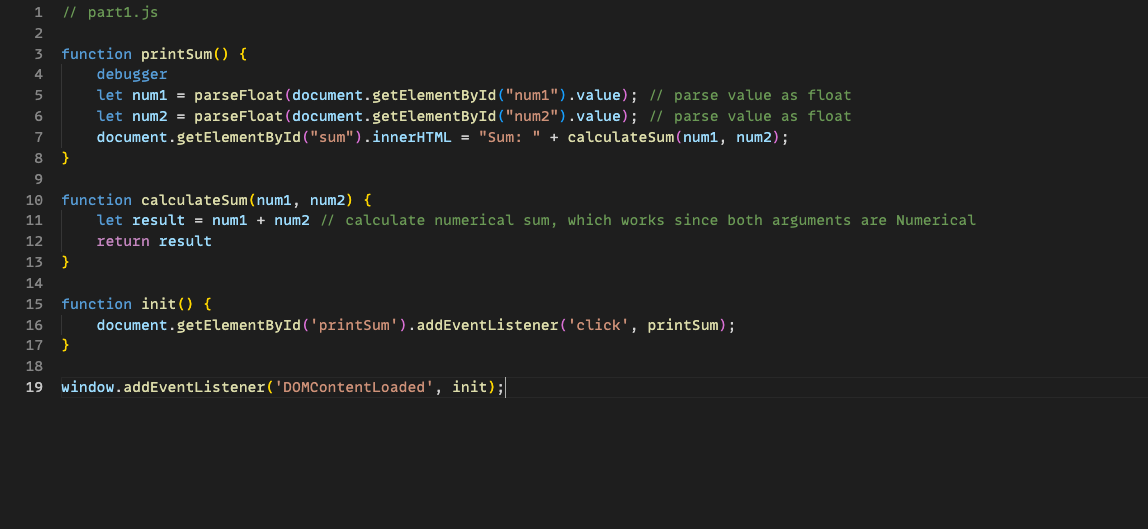 1 // part1.js
2
3 function printSum() {
4     debugger
5     let num1 = parseFloat(document.getElementById("num1").value); // parse value as float
6     let num2 = parseFloat(document.getElementById("num2").value); // parse value as float
7     document.getElementById("sum").innerHTML = "Sum: " + calculateSum(num1, num2);
8 }
9
10 function calculateSum(num1, num2) {
11     let result = num1 + num2 // calculate numerical sum, which works since both arguments are Numerical
12     return result
13 }
14
15 function init() {
16     document.getElementById('printSum').addEventListener('click', printSum);
17 }
18
19 window.addEventListener('DOMContentLoaded', init);